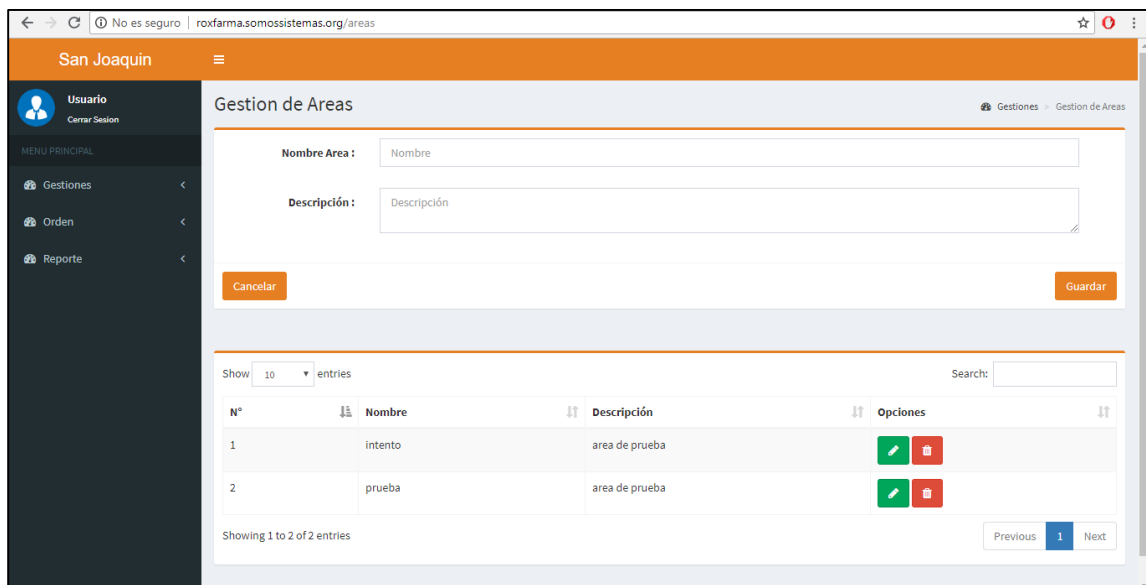 No es seguro | roxfarma.somossistemas.org/areas
San Joaquin
Usuario
Cerrar Sesion
MENU PRINCIPAL
Gestiones
Orden
Reporte
Gestion de Areas
Gestiones > Gestion de Areas
Nombre Area :
Nombre
Descripción :
Descripción
Cancelar
Guardar
Show 10 entries
Search:
N° Nombre Descripción Opciones
1 intento area de prueba
2 prueba area de prueba
Showing 1 to 2 of 2 entries
Previous 1 Next